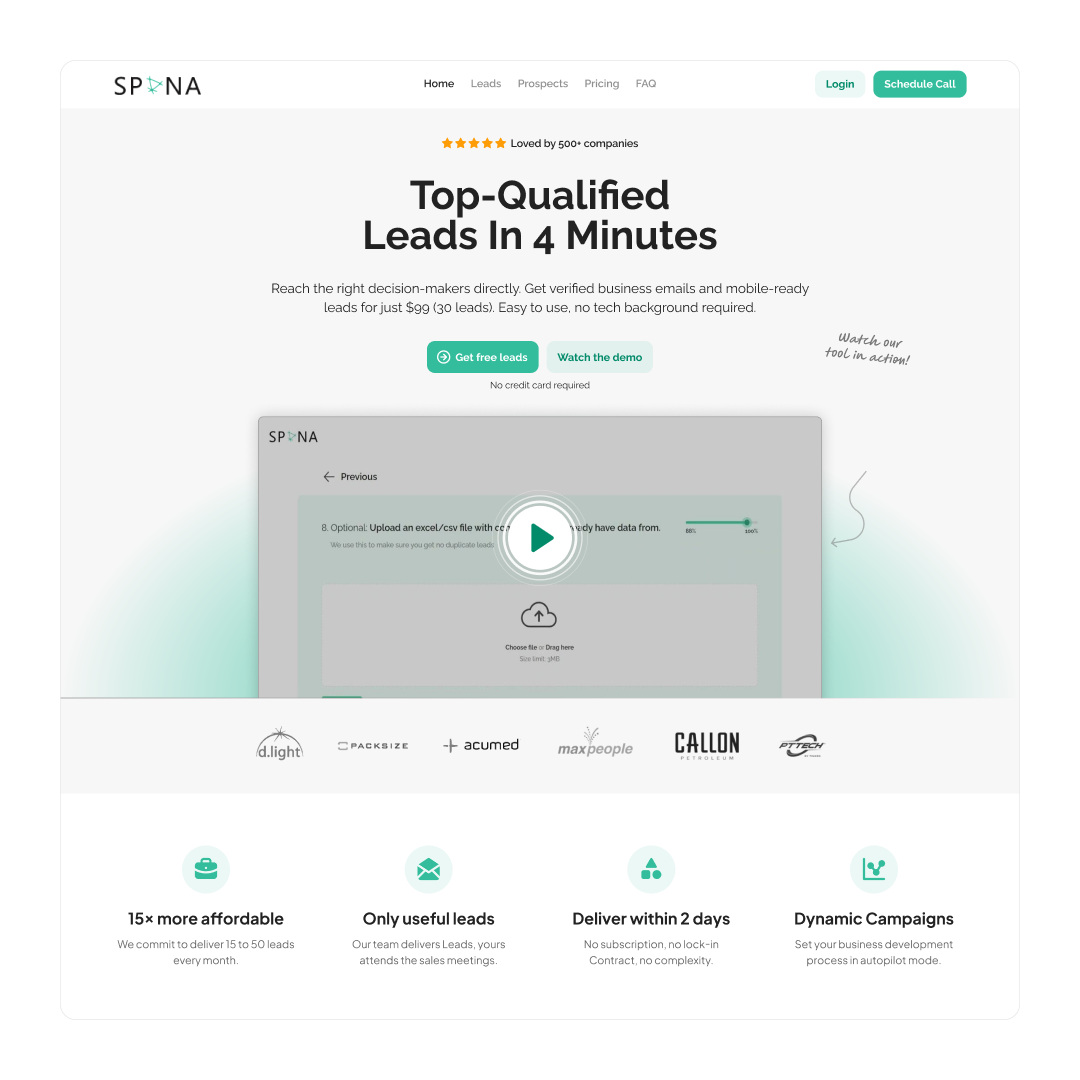 SPINA
Home Leads Prospects Pricing FAQ
Login Schedule Call
Loved by 500+ companies
Top-Qualified
Leads In 4 Minutes
Reach the right decision-makers directly. Get verified business emails and mobile-ready
leads for just $99 (30 leads). Easy to use, no tech background required.
Watch our
tool in action!
Get free leads Watch the demo
No credit card required
SPINA
Previous
8. Optional: Upload an excel/csv file with have data from.
88% 100%
We use this to make sure you get no duplicate leads
Choose file or Drag here
Size limit: 3MB
d.light PACKSIZE acumed maxpeople CALLON PTTECH
PETROLEUM
15× more affordable
We commit to deliver 15 to 50 leads
every month.
Only useful leads
Our team delivers Leads, yours
attends the sales meetings.
Deliver within 2 days
No subscription, no lock-in
Contract, no complexity.
Dynamic Campaigns
Set your business development
process in autopilot mode.